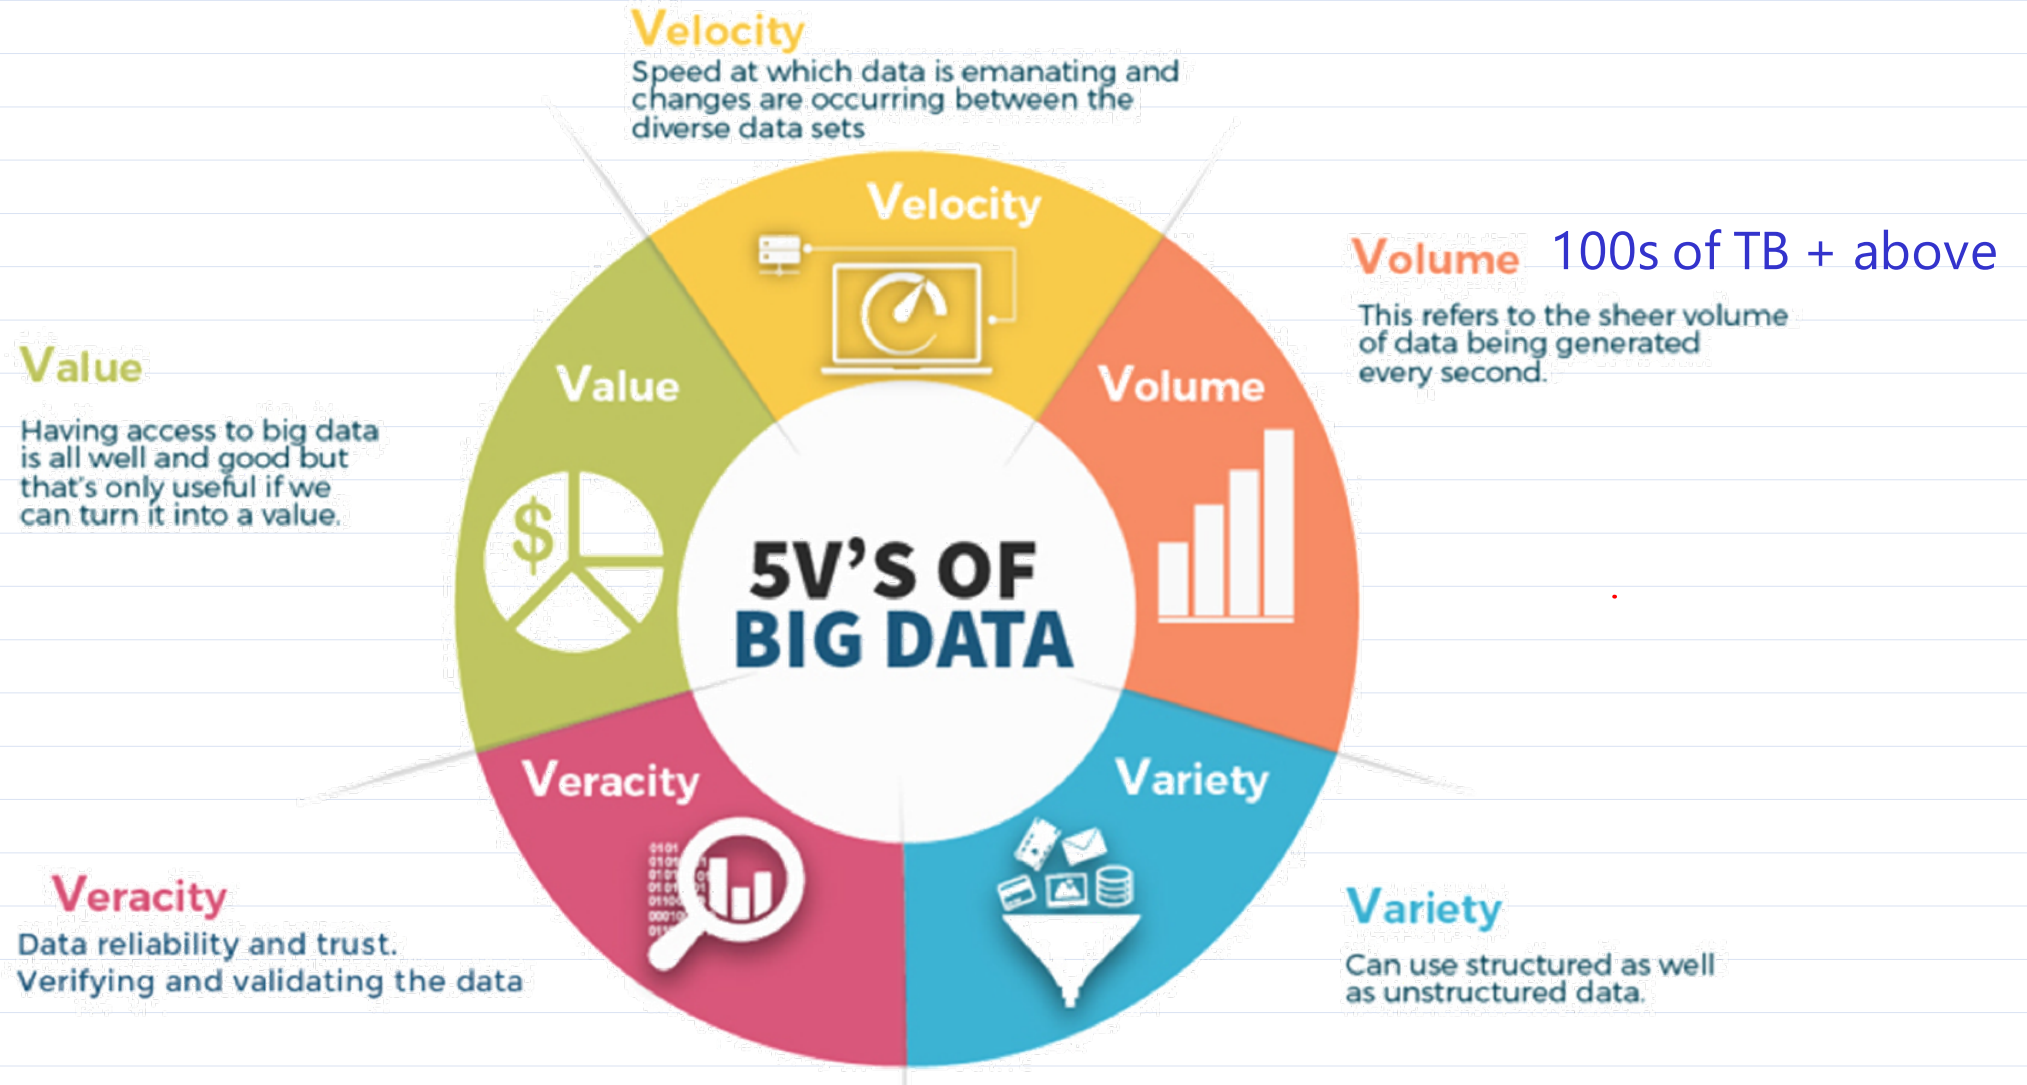 Velocity
Speed at which data is emanating and
changes are occurring between the
diverse data sets
Velocity
Volume 100s of TB + above
This refers to the sheer volume
of data being generated
every second.
Value
Having access to big data
is all well and good but
that's only useful if we
can turn it into a value.
Value
$
Volume
5V'S OF
BIG DATA
Veracity
0101
Variety
Veracity
Data reliability and trust.
Verifying and validating the data
Variety
Can use structured as well
as unstructured data.